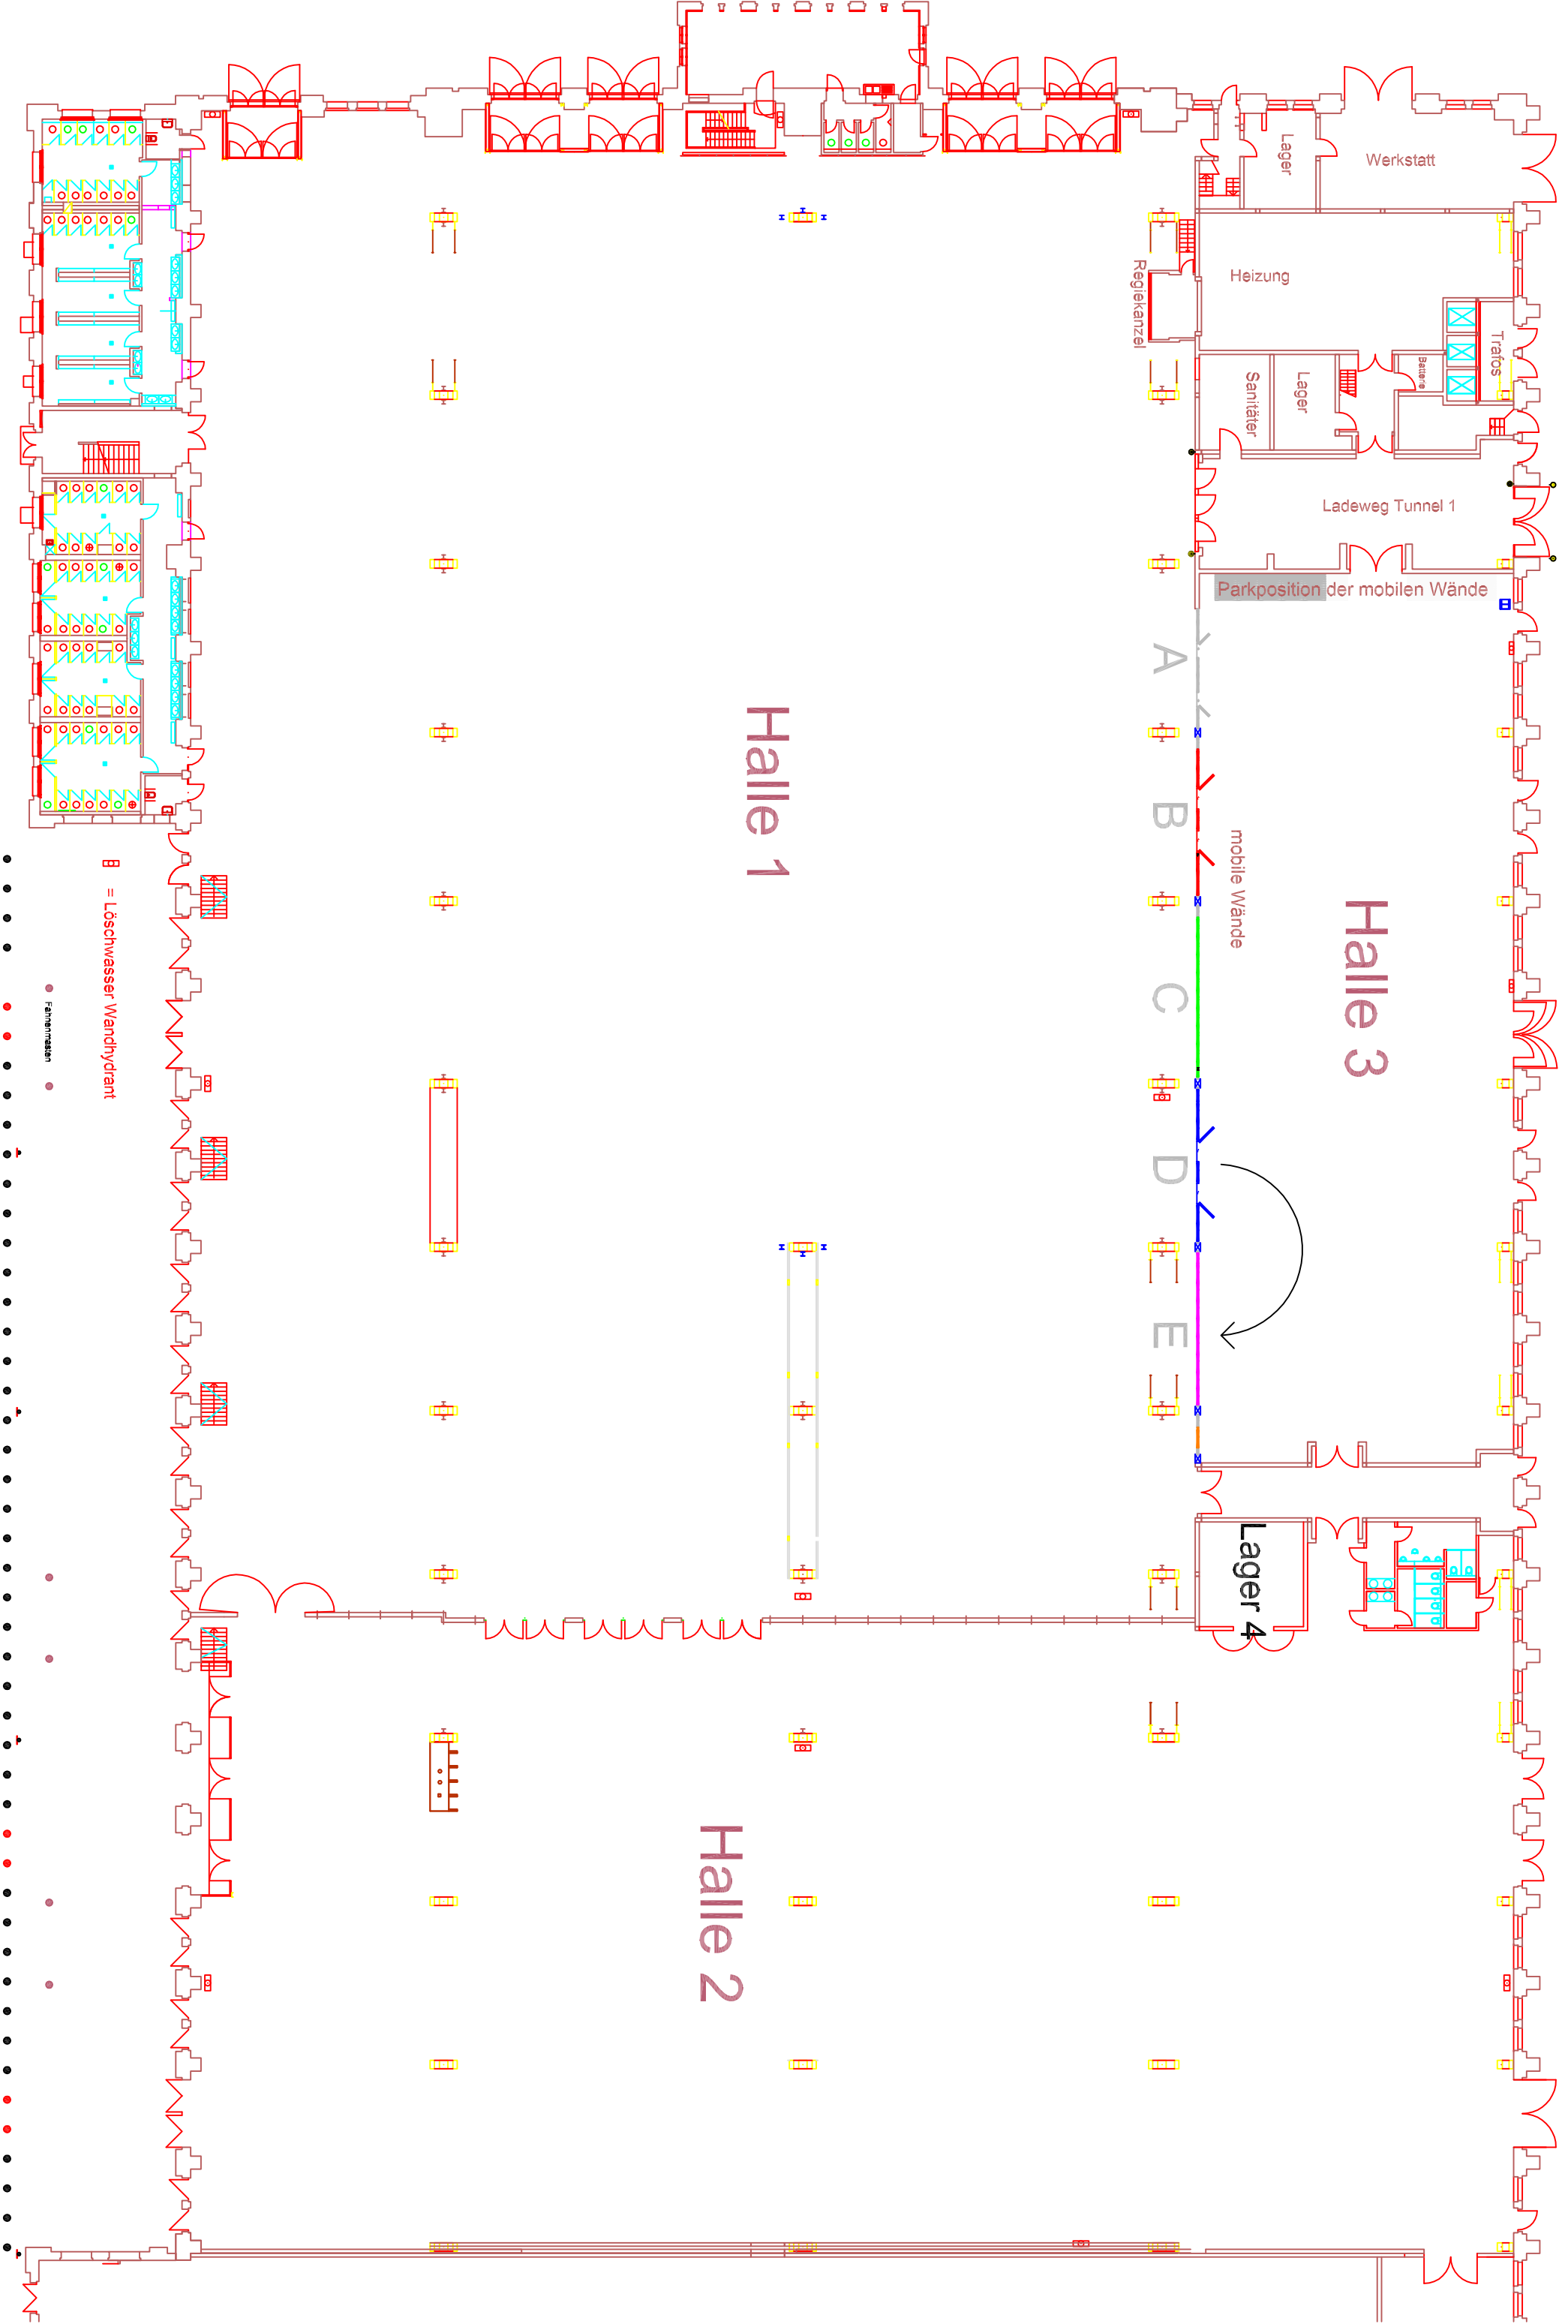 Lager
Werkstatt
Heizung
Regiekanzel
Trafos
Batterie
Sanitäter
Lager
Ladeweg Tunnel 1
Parkposition der mobilen Wände
A
B
C
D
E
mobile Wände
Halle 1
Halle 3
= Löschwasser Wandhydrant
Fahnenmasten
Lager 4
Halle 2